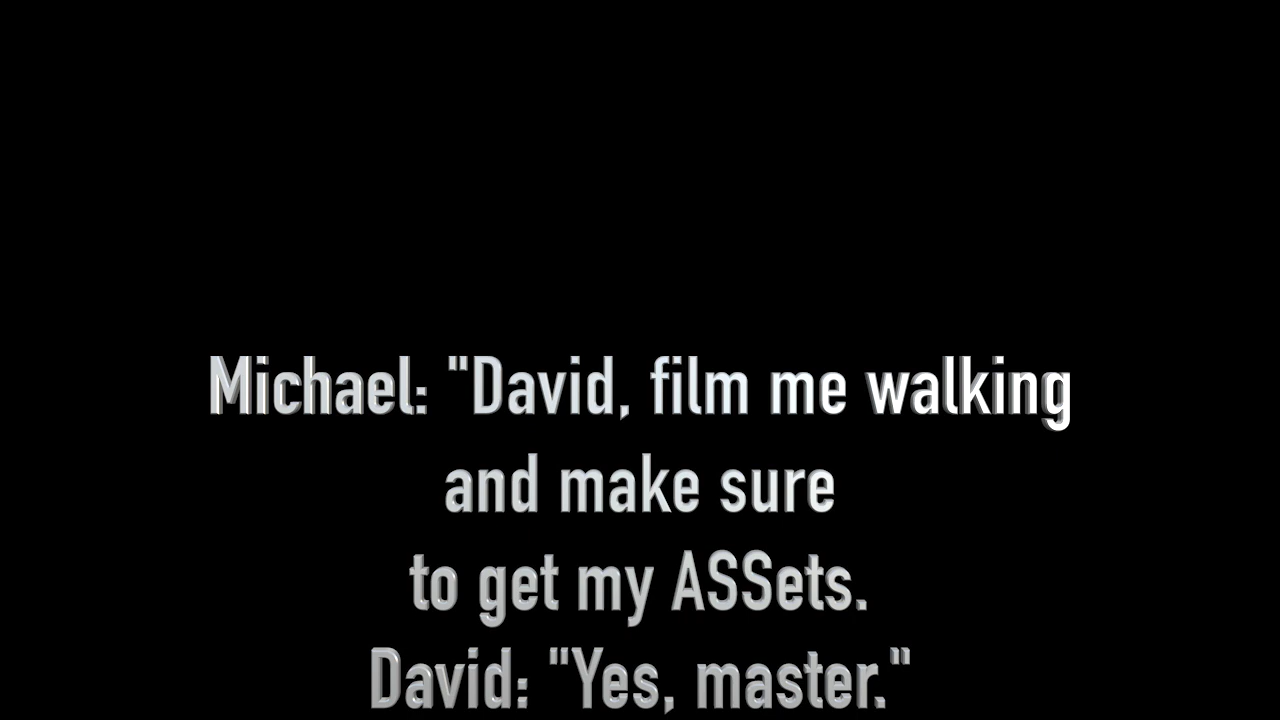 Michael: "David, film me walking
and make sure
to get my ASSets.
David: "Yes, master."